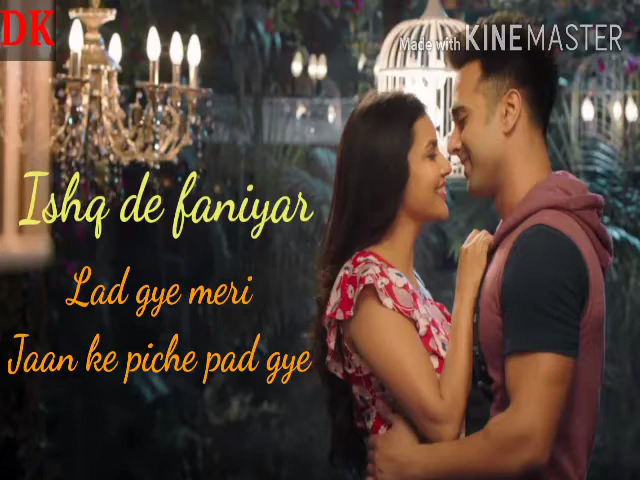 DK
Made with KINEMASTER
Ishq de faniyar
Lad gye meri
Jaan ke piche pad gye